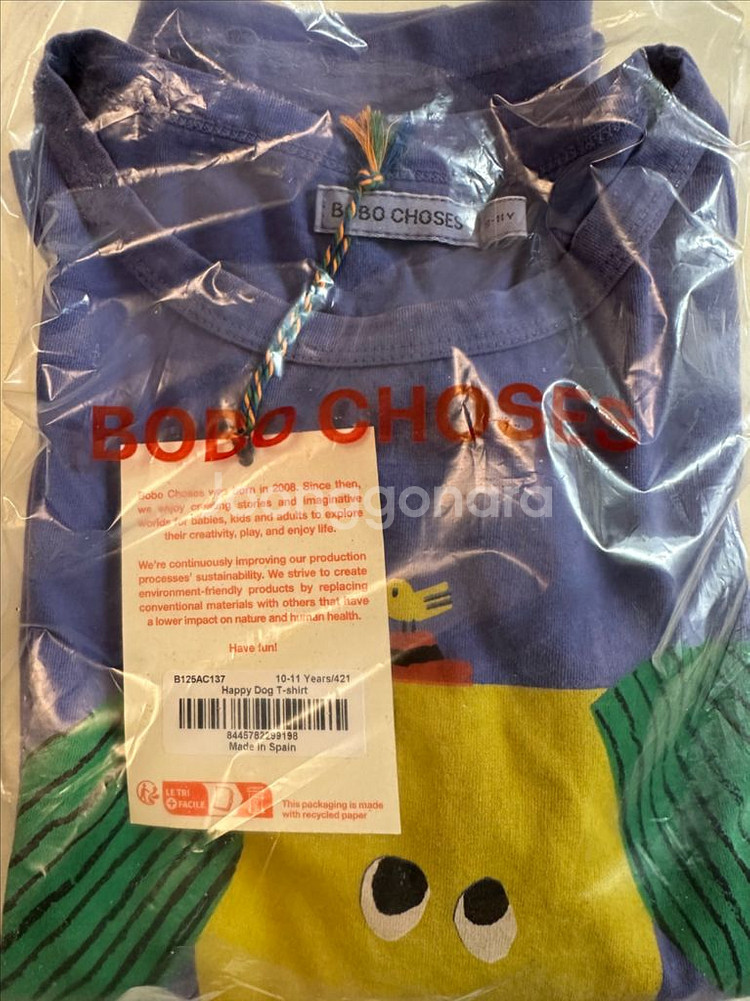 BOBO CHOSES
BOBO CHOSES
Bobo Choses was born in 2008. Since then,
we enjoy creating stories and imaginative
worlds for babies, kids and adults to explore
their creativity, play, and enjoy life.
We're continuously improving our production
processes' sustainability. We strive to create
environment-friendly products by replacing
conventional materials with others that have
a lower impact on nature and human health.
Have fun!
B125AC137 10-11 Years/421
Happy Dog T-shirt
8445782299198
Made in Spain
LE TRI
+ FACILE
This packaging is made
with recycled paper